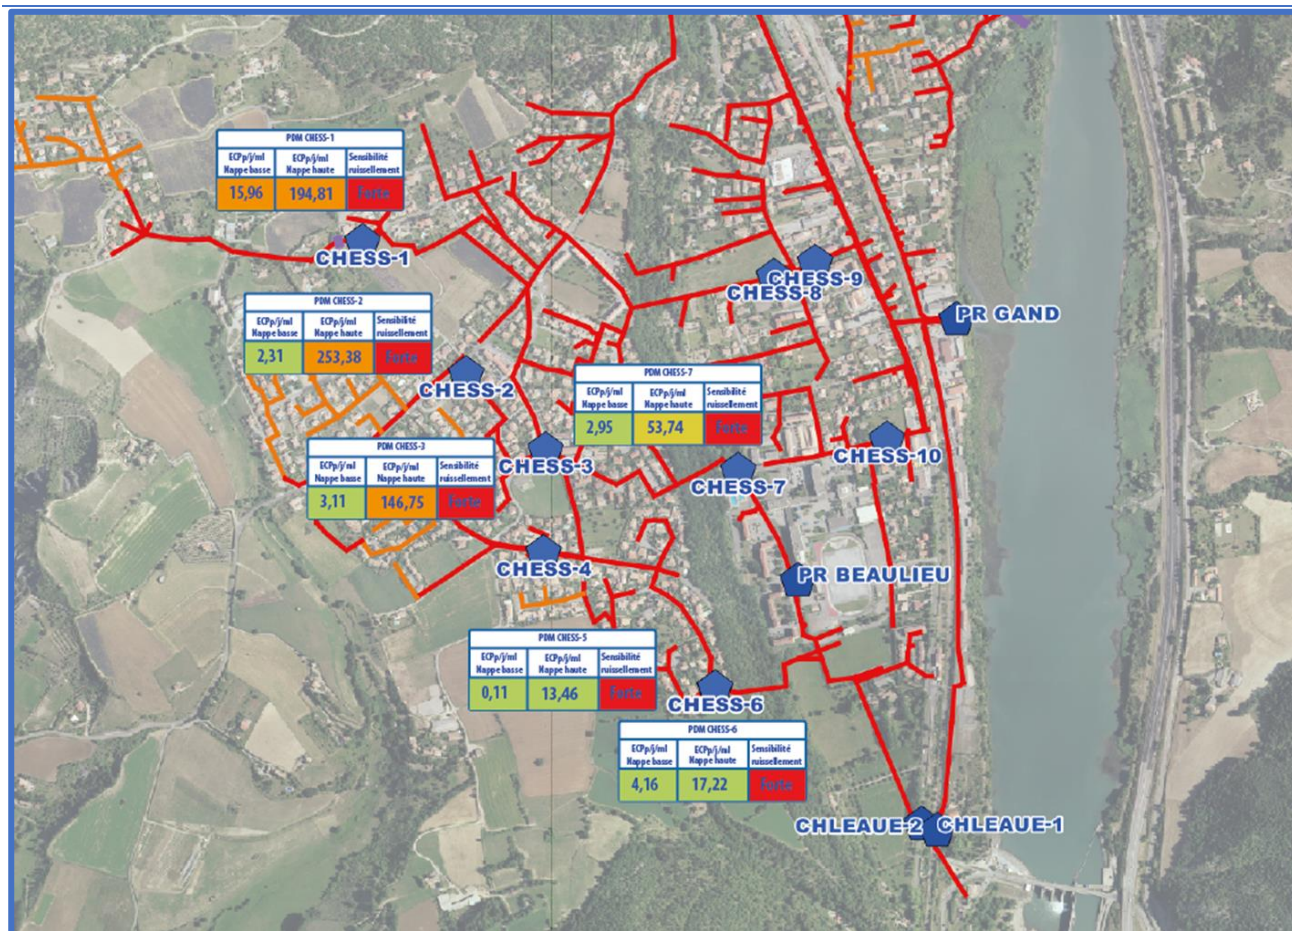 PDM CHESS-1
ECPp/j/ml Nappe basse
ECPp/j/ml Nappe haute
Sensibilité ruissellement
15,96
194,81
Forte
CHESS-1
PDM CHESS-2
ECPp/j/ml Nappe basse
ECPp/j/ml Nappe haute
Sensibilité ruissellement
2,31
253,38
Forte
CHESS-9
CHESS-8
PR GAND
CHESS-2
PDM CHESS-7
ECPp/j/ml Nappe basse
ECPp/j/ml Nappe haute
Sensibilité ruissellement
2,95
53,74
Forte
PDM CHESS-3
ECPp/j/ml Nappe basse
ECPp/j/ml Nappe haute
Sensibilité ruissellement
3,11
146,75
Forte
CHESS-3
CHESS-10
CHESS-7
CHESS-4
PR BEAULIEU
PDM CHESS-5
ECPp/j/ml Nappe basse
ECPp/j/ml Nappe haute
Sensibilité ruissellement
0,11
13,46
Forte
CHESS-6
PDM CHESS-6
ECPp/j/ml Nappe basse
ECPp/j/ml Nappe haute
Sensibilité ruissellement
4,16
17,22
Forte
CHLEAUE-2
CHLEAUE-1